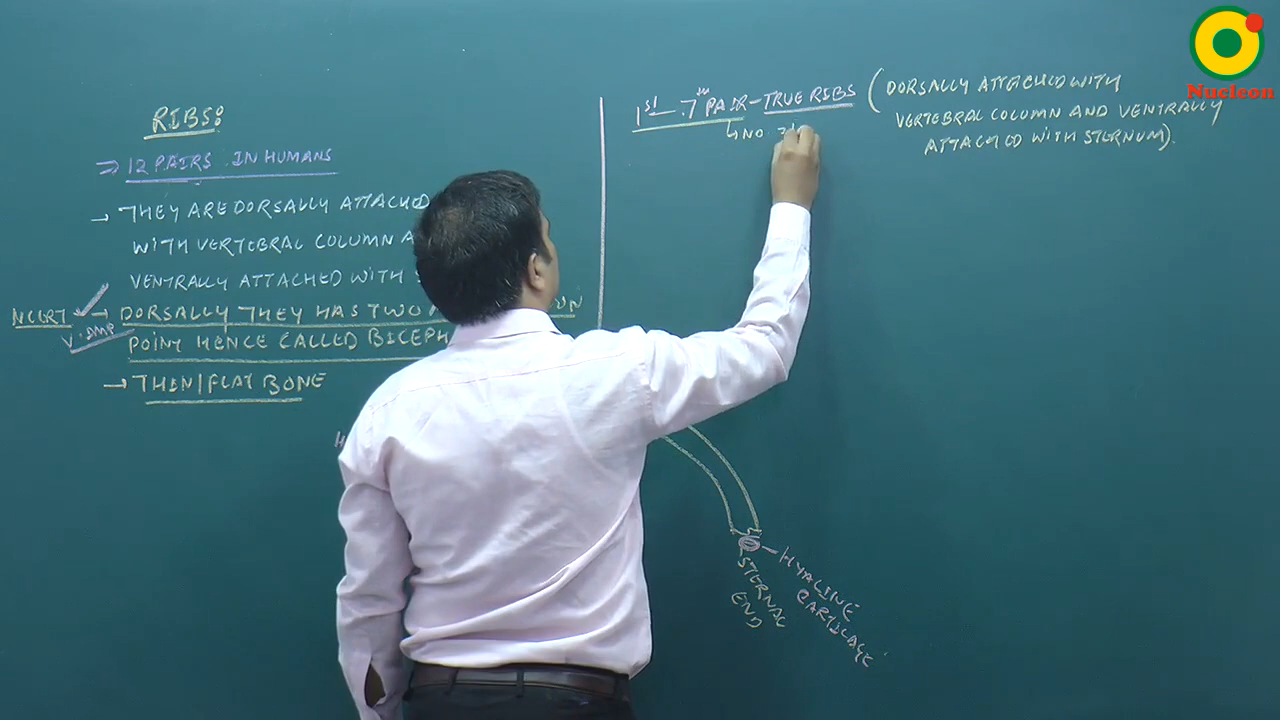 RIBS:
⇒ 12 PAIRS IN HUMANS
→ THEY ARE DORSALLY ATTACHED
WITH VERTEBRAL COLUMN A
VENTRALLY ATTACHED WITH S
NCERT ✓ → DORSALLY THEY HAS TWO
V.IMP
POINT HENCE CALLED BICEPH
→ THIN/FLAT BONE
1st - 7th PAIR - TRUE RIBS (DORSALLY ATTACHED WITH
VERTEBRAL COLUMN AND VENTRALLY
ATTACHED WITH STERNUM).
↳ NO
HYALINE
CARTILAGE
STERNAL
END
Nucleon